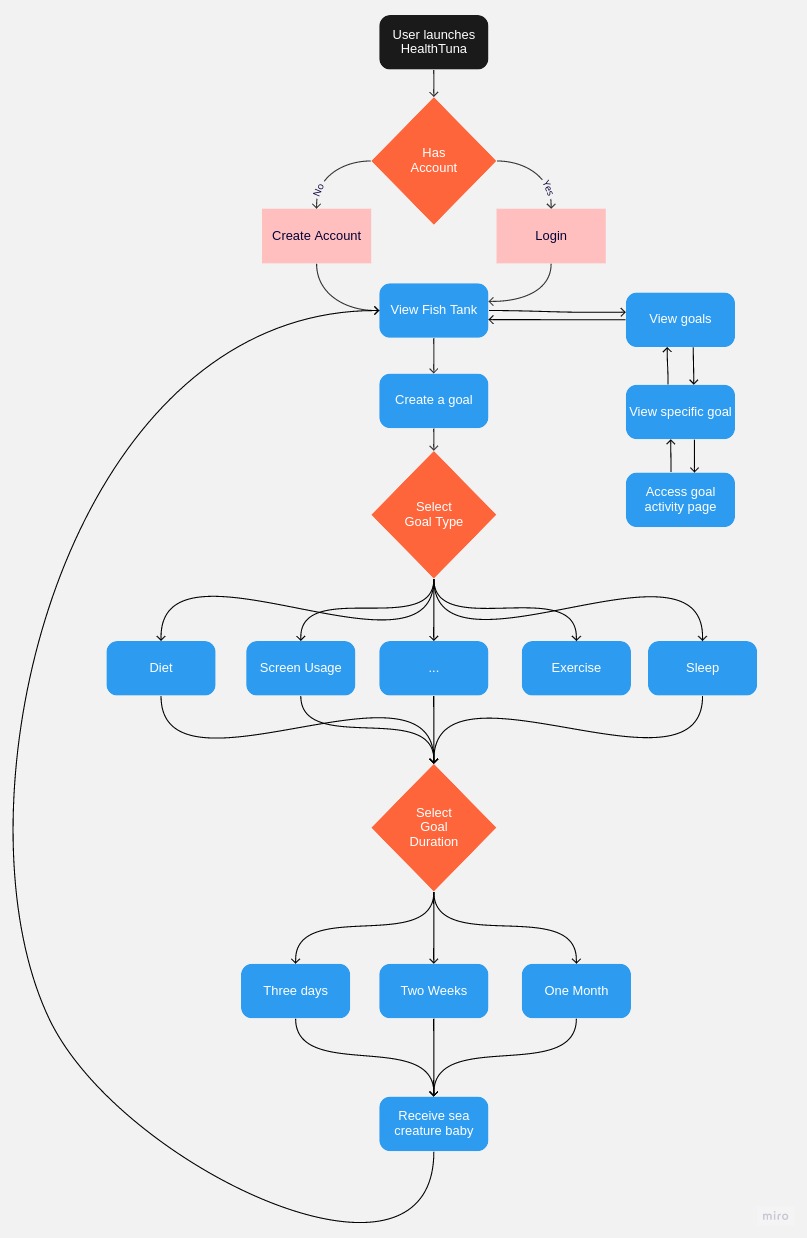 User launches
HealthTuna
Has
Account
No
Yes
Create Account
Login
View Fish Tank
View goals
Create a goal
View specific goal
Select
Goal Type
Access goal
activity page
Diet
Screen Usage
...
Exercise
Sleep
Select
Goal
Duration
Three days
Two Weeks
One Month
Receive sea
creature baby
miro